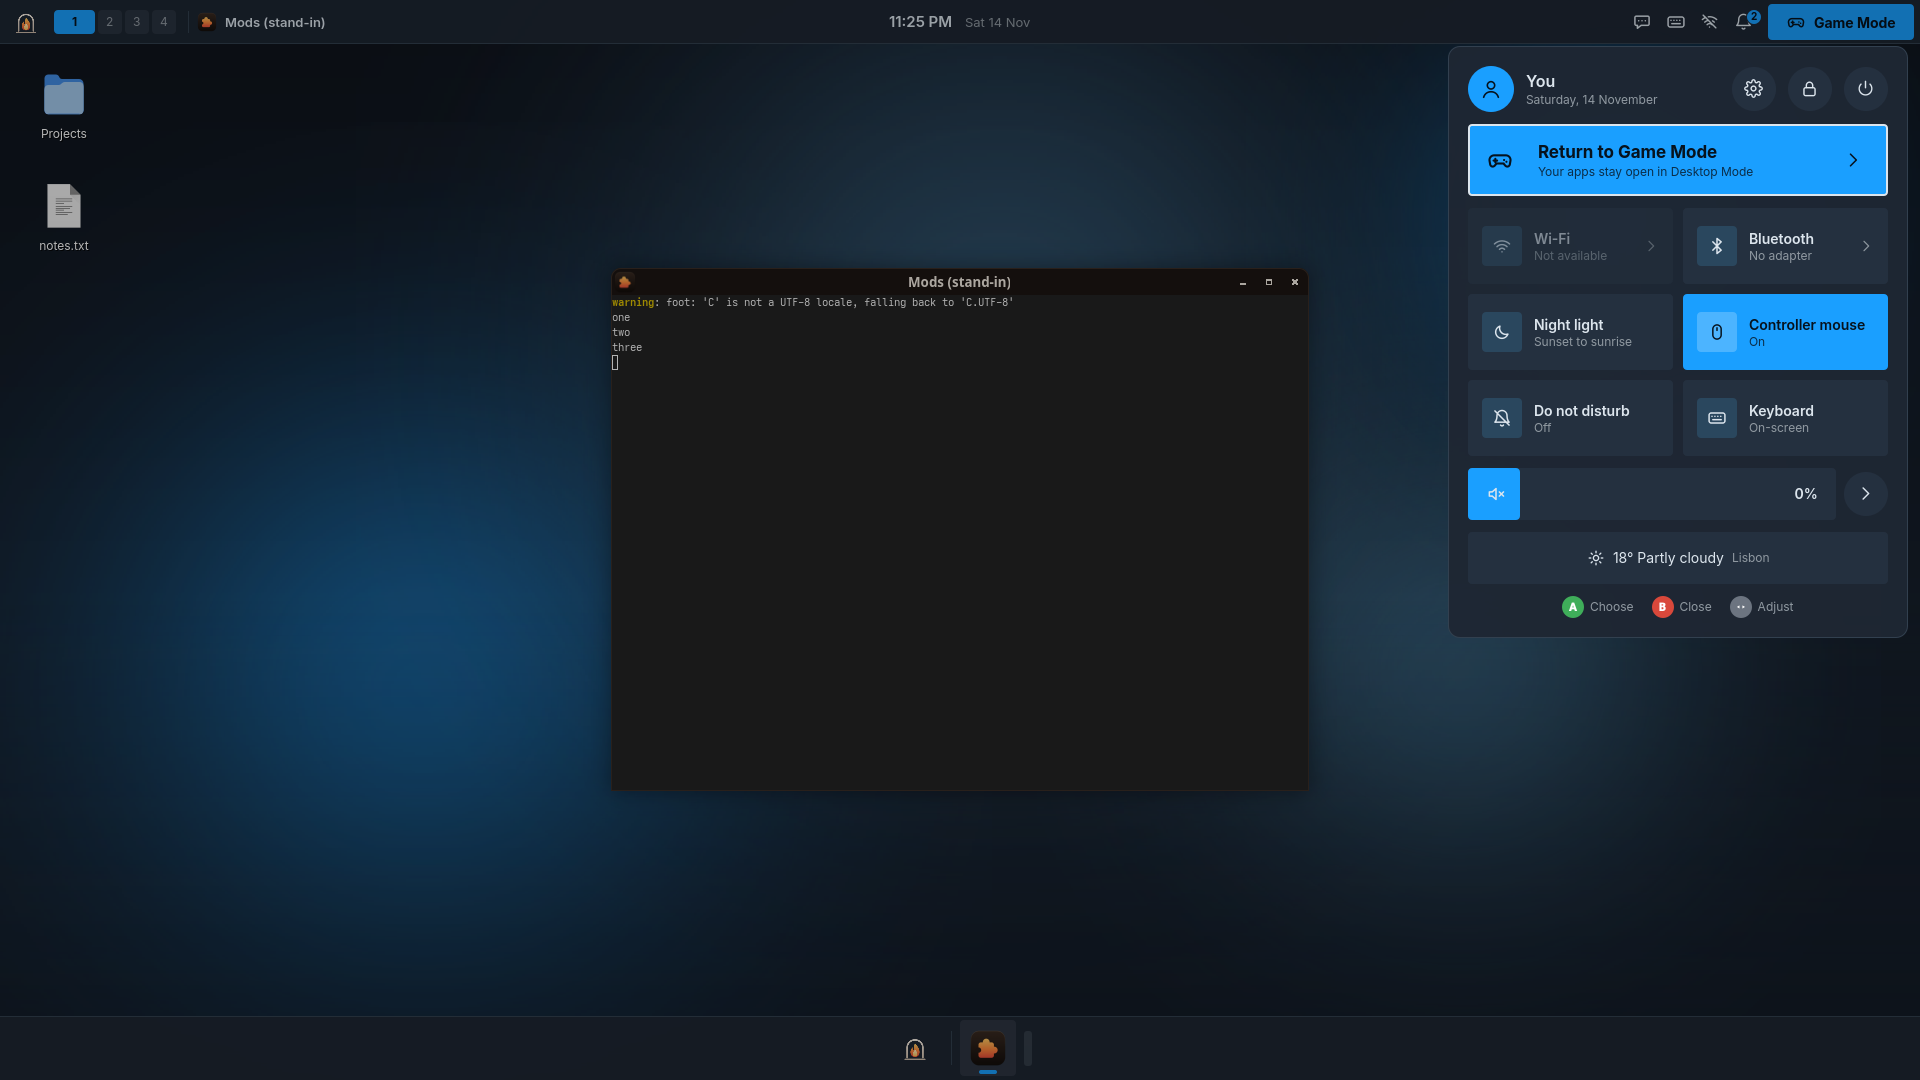 1 2 3 4 Mods (stand-in) 11:25 PM Sat 14 Nov 2 Game Mode
Projects
notes.txt
Mods (stand-in)
warning: foot: 'C' is not a UTF-8 locale, falling back to 'C.UTF-8'
one
two
three
You
Saturday, 14 November
Return to Game Mode
Your apps stay open in Desktop Mode
Wi-Fi
Not available
Bluetooth
No adapter
Night light
Sunset to sunrise
Controller mouse
On
Do not disturb
Off
Keyboard
On-screen
0%
18° Partly cloudy Lisbon
A Choose B Close Adjust